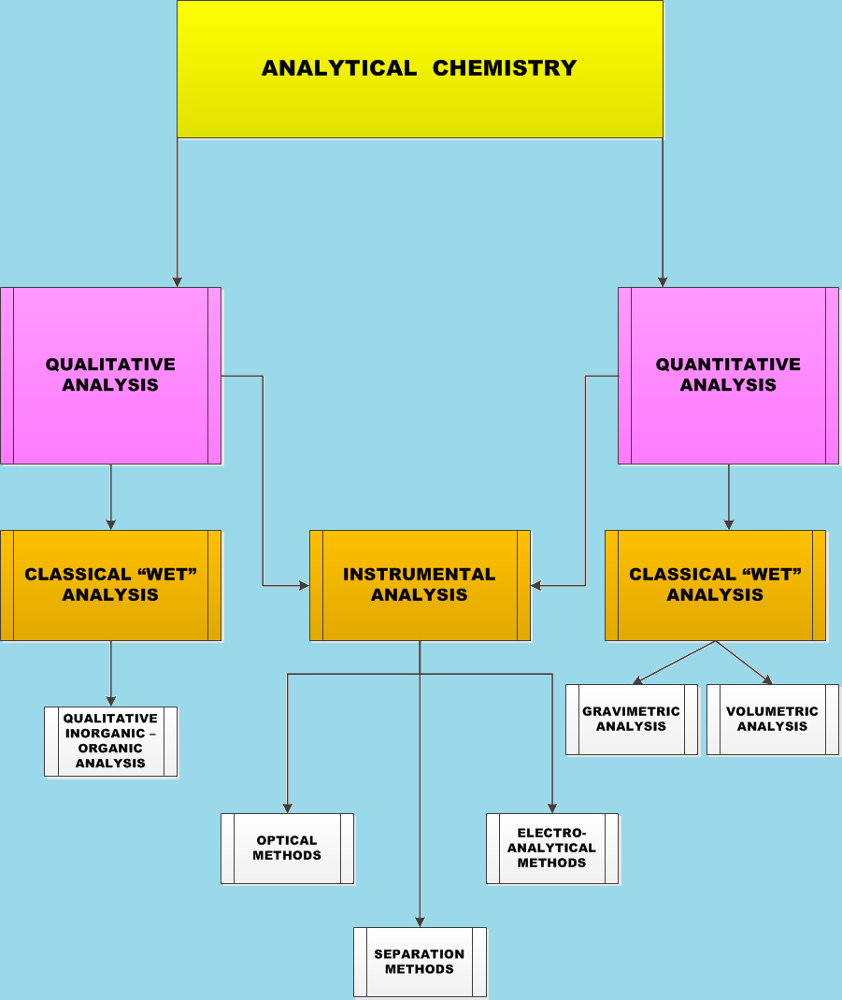 ANALYTICAL CHEMISTRY
QUALITATIVE
ANALYSIS
QUANTITATIVE
ANALYSIS
CLASSICAL “WET”
ANALYSIS
INSTRUMENTAL
ANALYSIS
CLASSICAL “WET”
ANALYSIS
QUALITATIVE
INORGANIC –
ORGANIC
ANALYSIS
GRAVIMETRIC
ANALYSIS
VOLUMETRIC
ANALYSIS
OPTICAL
METHODS
ELECTRO-
ANALYTICAL
METHODS
SEPARATION
METHODS